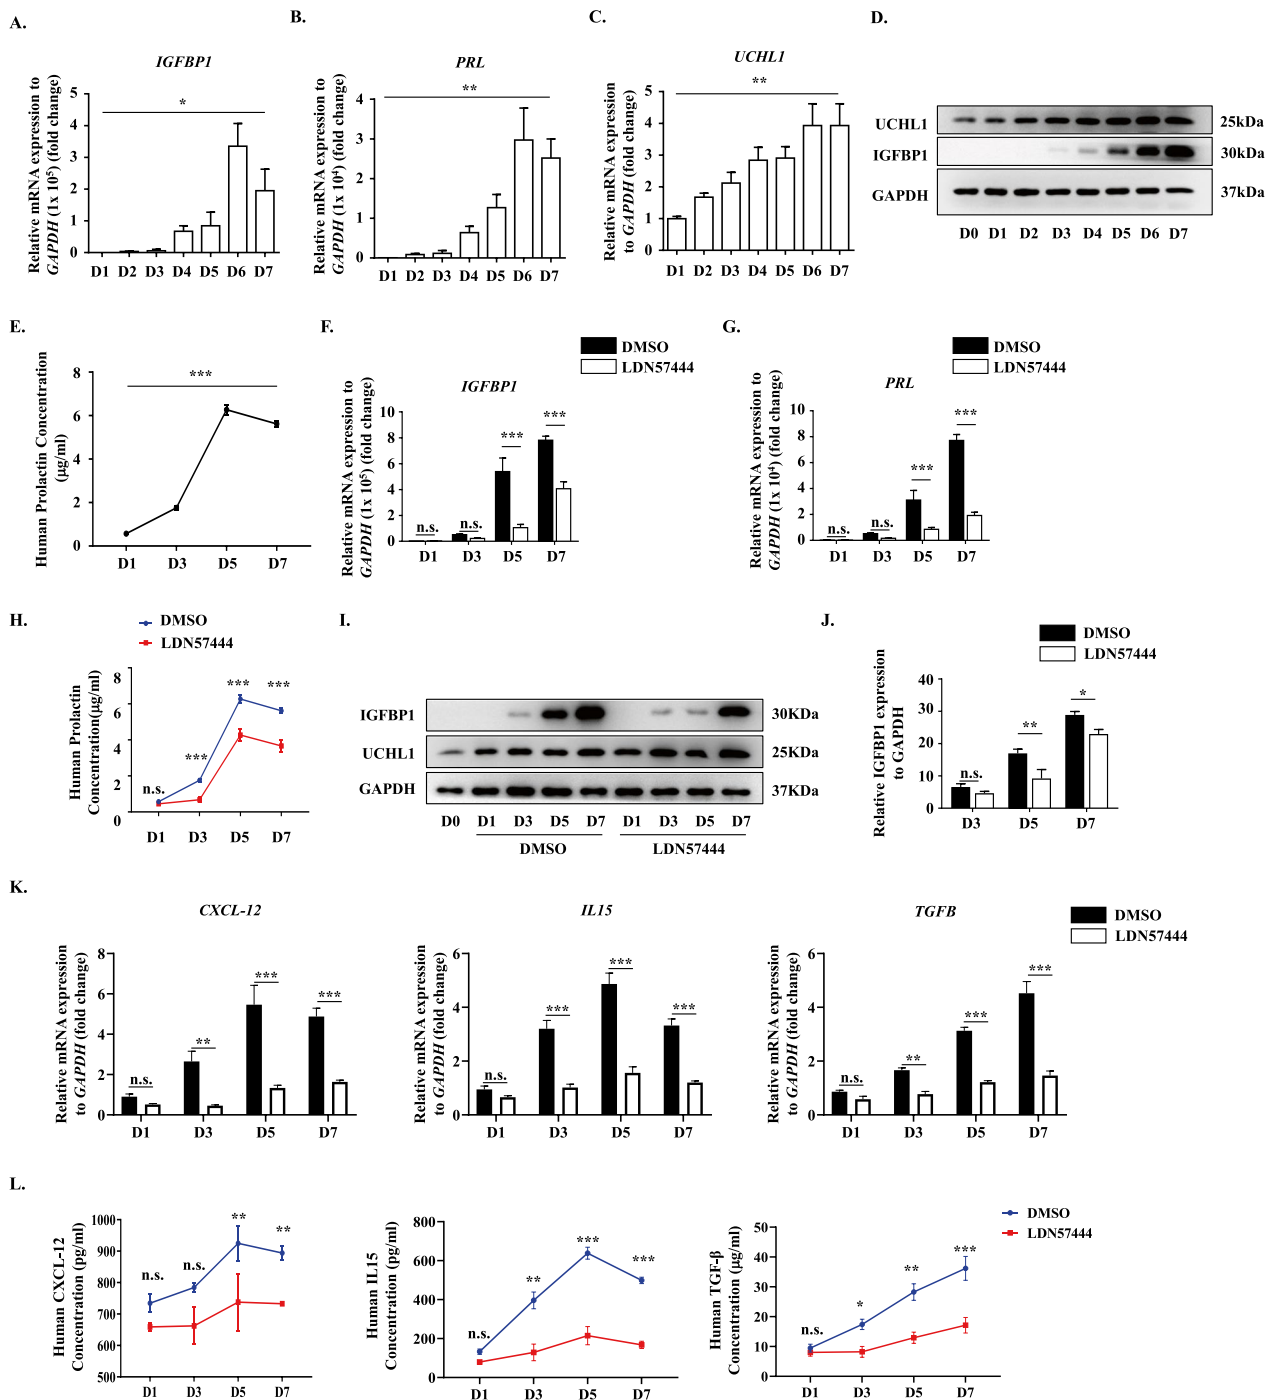 A.
B.
C.
D.
IGFBP1
Relative mRNA expression to
GAPDH (1x 10⁵) (fold change)
5
4
3
2
1
0
*
D1 D2 D3 D4 D5 D6 D7
PRL
Relative mRNA expression to
GAPDH (1x 10⁴) (fold change)
4
3
2
1
0
**
D1 D2 D3 D4 D5 D6 D7
UCHL1
Relative mRNA expression
to GAPDH (fold change)
5
4
3
2
1
0
**
D1 D2 D3 D4 D5 D6 D7
UCHL1 25kDa
IGFBP1 30kDa
GAPDH 37kDa
D0 D1 D2 D3 D4 D5 D6 D7
E.
F.
G.
Human Prolactin Concentration
(μg/ml)
8
6
4
2
0
***
D1 D3 D5 D7
DMSO
LDN57444
IGFBP1
Relative mRNA expression to
GAPDH (1x 10⁵) (fold change)
10
8
6
4
2
0
n.s. n.s. *** ***
D1 D3 D5 D7
DMSO
LDN57444
PRL
Relative mRNA expression to
GAPDH (1x 10⁴) (fold change)
10
8
6
4
2
0
n.s. n.s. *** ***
D1 D3 D5 D7
H.
I.
J.
DMSO
LDN57444
Human Prolactin
Concentration(μg/ml)
8
6
4
2
0
n.s. *** *** ***
D1 D3 D5 D7
IGFBP1 30KDa
UCHL1 25KDa
GAPDH 37KDa
D0 D1 D3 D5 D7 D1 D3 D5 D7
DMSO LDN57444
DMSO
LDN57444
Relative IGFBP1 expression
to GAPDH
40
30
20
10
0
n.s. ** *
D3 D5 D7
K.
CXCL-12
Relative mRNA expression
to GAPDH (fold change)
8
6
4
2
0
n.s. ** *** ***
D1 D3 D5 D7
IL15
Relative mRNA expression
to GAPDH (fold change)
6
4
2
0
n.s. *** *** ***
D1 D3 D5 D7
TGFB
DMSO
LDN57444
Relative mRNA expression
to GAPDH (fold change)
6
4
2
0
n.s. ** *** ***
D1 D3 D5 D7
L.
Human CXCL-12
Concentration (pg/ml)
1000
900
800
700
600
500
n.s. n.s. ** **
D1 D3 D5 D7
Human IL15
Concentration (pg/ml)
800
600
400
200
0
n.s. ** *** ***
D1 D3 D5 D7
DMSO
LDN57444
Human TGF-β
Concentration (μg/ml)
50
40
30
20
10
0
n.s. * ** ***
D1 D3 D5 D7